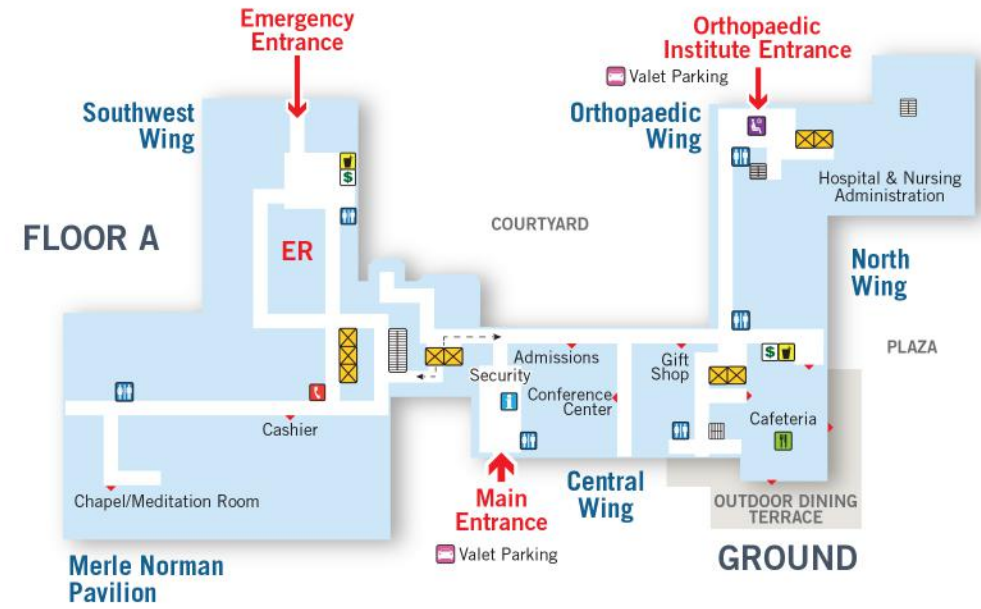 Emergency
Entrance
Orthopaedic
Institute Entrance
Valet Parking
Southwest
Wing
Orthopaedic
Wing
$
Hospital & Nursing
Administration
COURTYARD
FLOOR A
ER
North
Wing
PLAZA
$
Admissions
Gift
Shop
Security
Conference
Center
i
Cafeteria
Cashier
Chapel/Meditation Room
Main
Entrance
Central
Wing
OUTDOOR DINING
TERRACE
Valet Parking
GROUND
Merle Norman
Pavilion